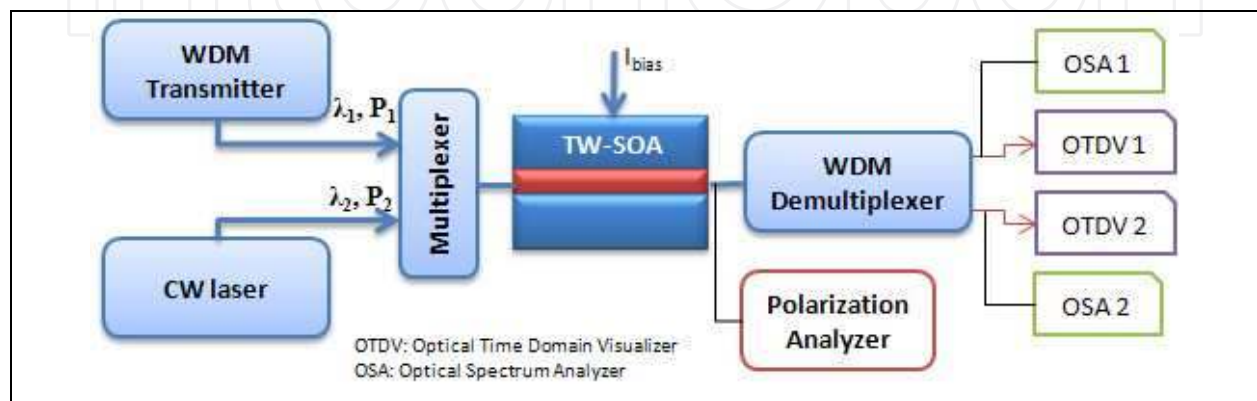 WDM
Transmitter
λ1, P1
λ2, P2
CW laser
Multiplexer
Ibias
TW-SOA
WDM
Demultiplexer
Polarization
Analyzer
OSA 1
OTDV 1
OTDV 2
OSA 2
OTDV: Optical Time Domain Visualizer
OSA: Optical Spectrum Analyzer